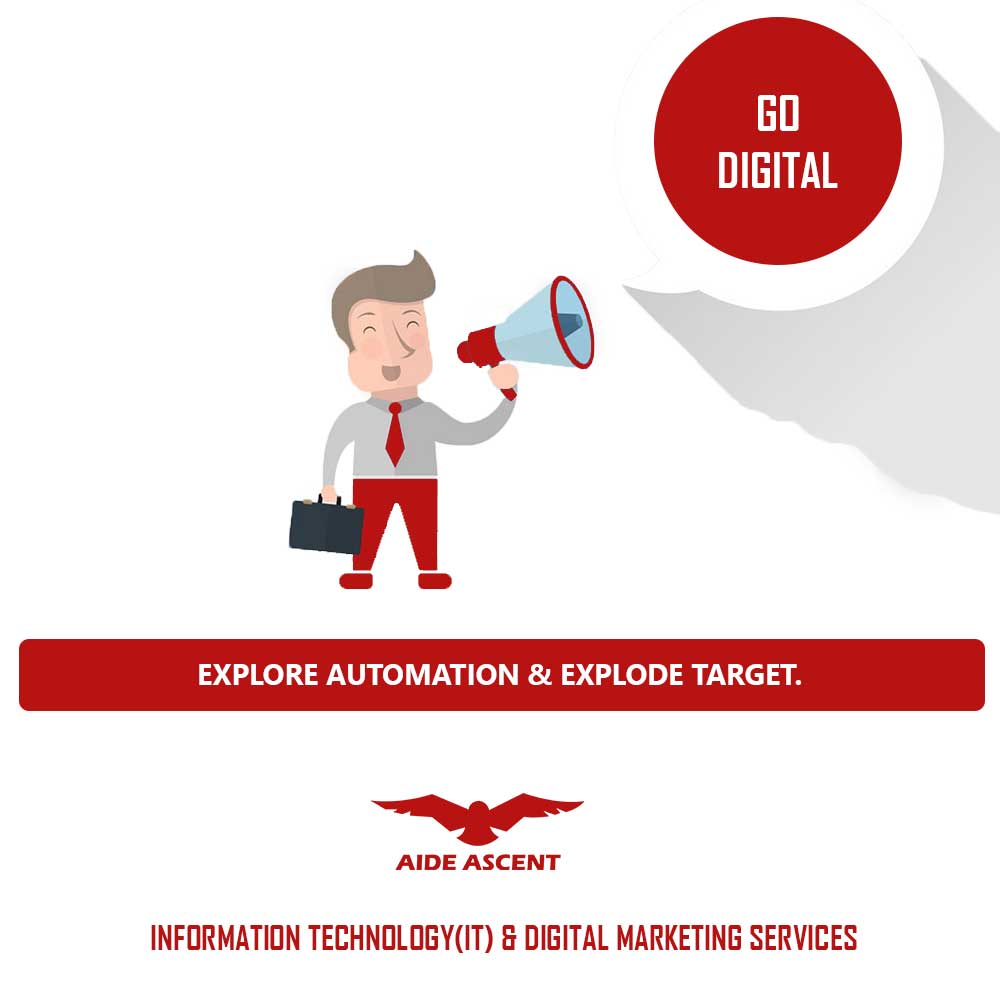 GO
DIGITAL
EXPLORE AUTOMATION & EXPLODE TARGET.
AIDE ASCENT
INFORMATION TECHNOLOGY(IT) & DIGITAL MARKETING SERVICES